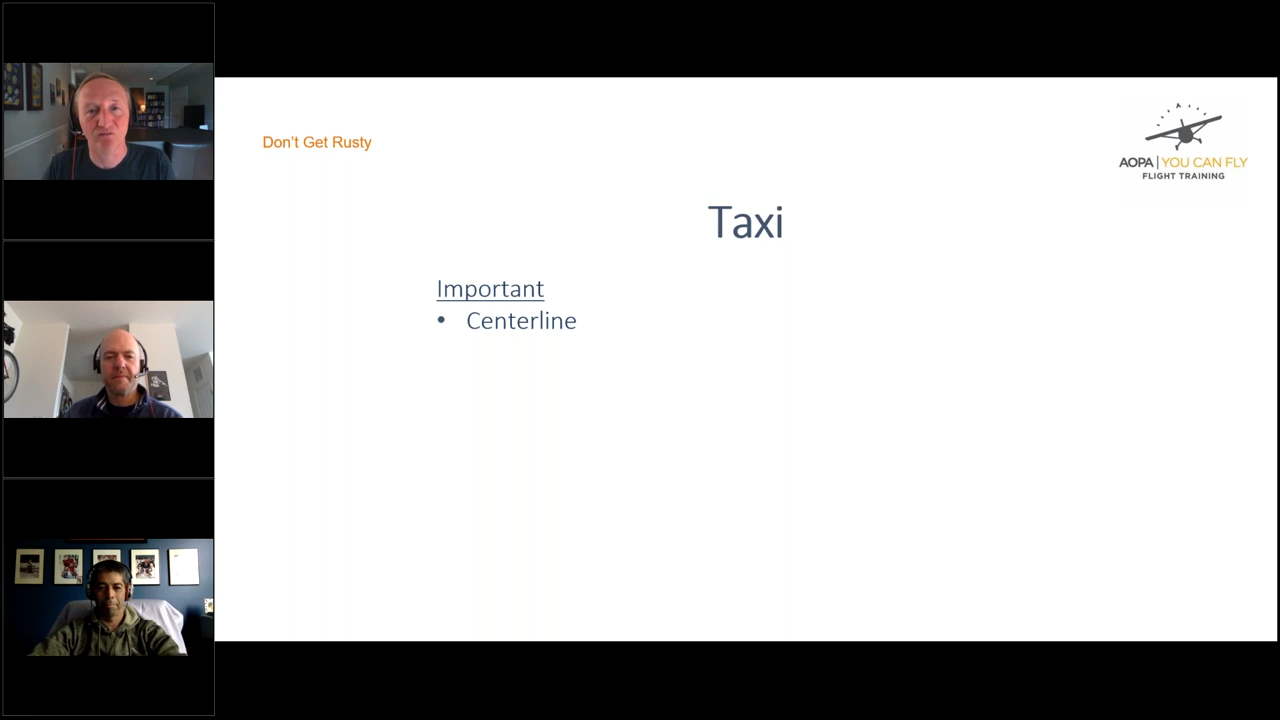 Don't Get Rusty
AOPA | YOU CAN FLY
FLIGHT TRAINING
Taxi
Important
• Centerline